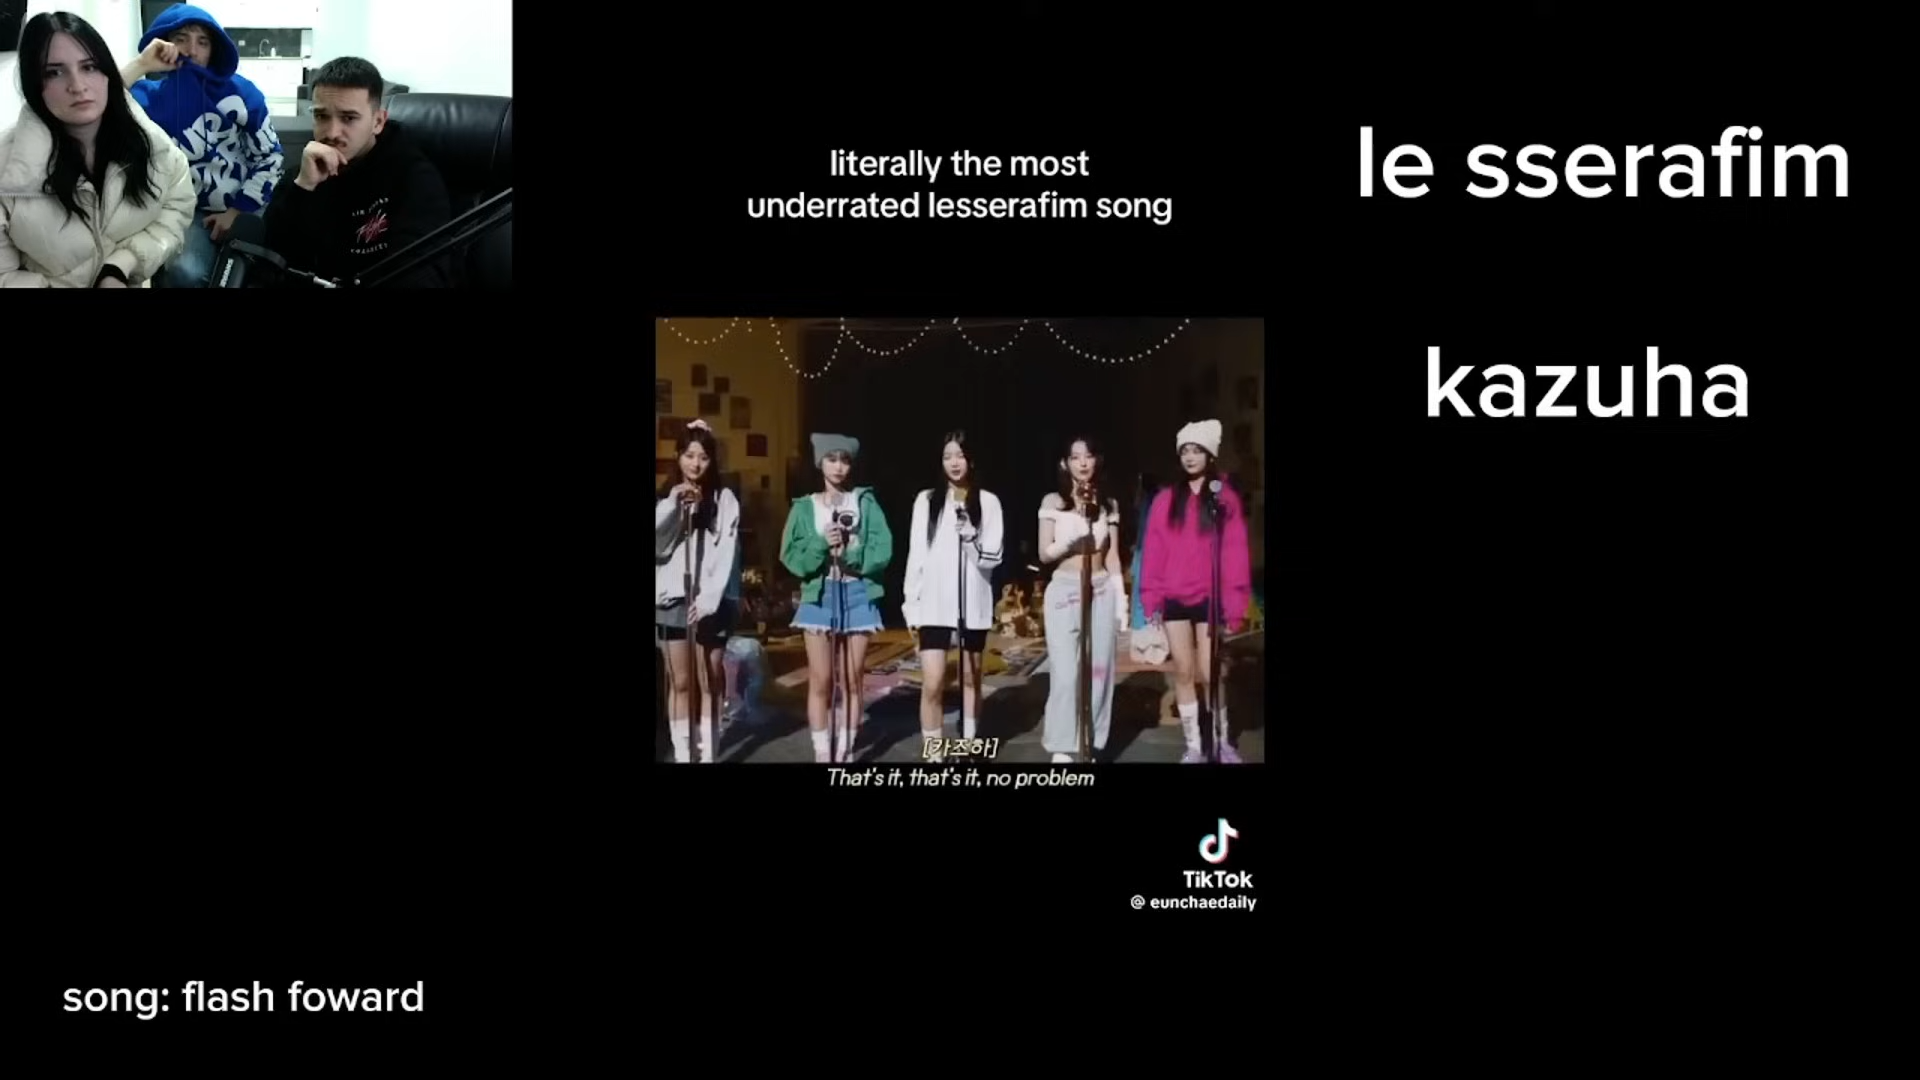 literally the most
underrated lesserafim song
le sserafim
kazuha
[카즈하]
That's it, that's it, no problem
TikTok
@ eunchaedaily
song: flash foward